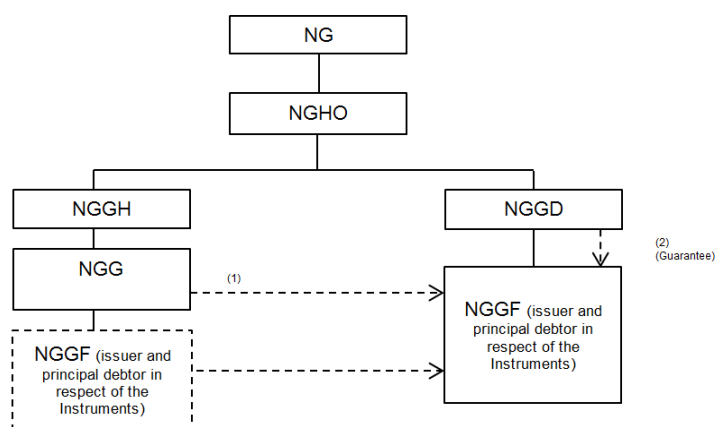 NG
NGHO
NGGH
NGGD
NGG
(1)
(2)
(Guarantee)
NGGF (issuer and
principal debtor in
respect of the
Instruments)
NGGF (issuer and
principal debtor in
respect of the
Instruments)